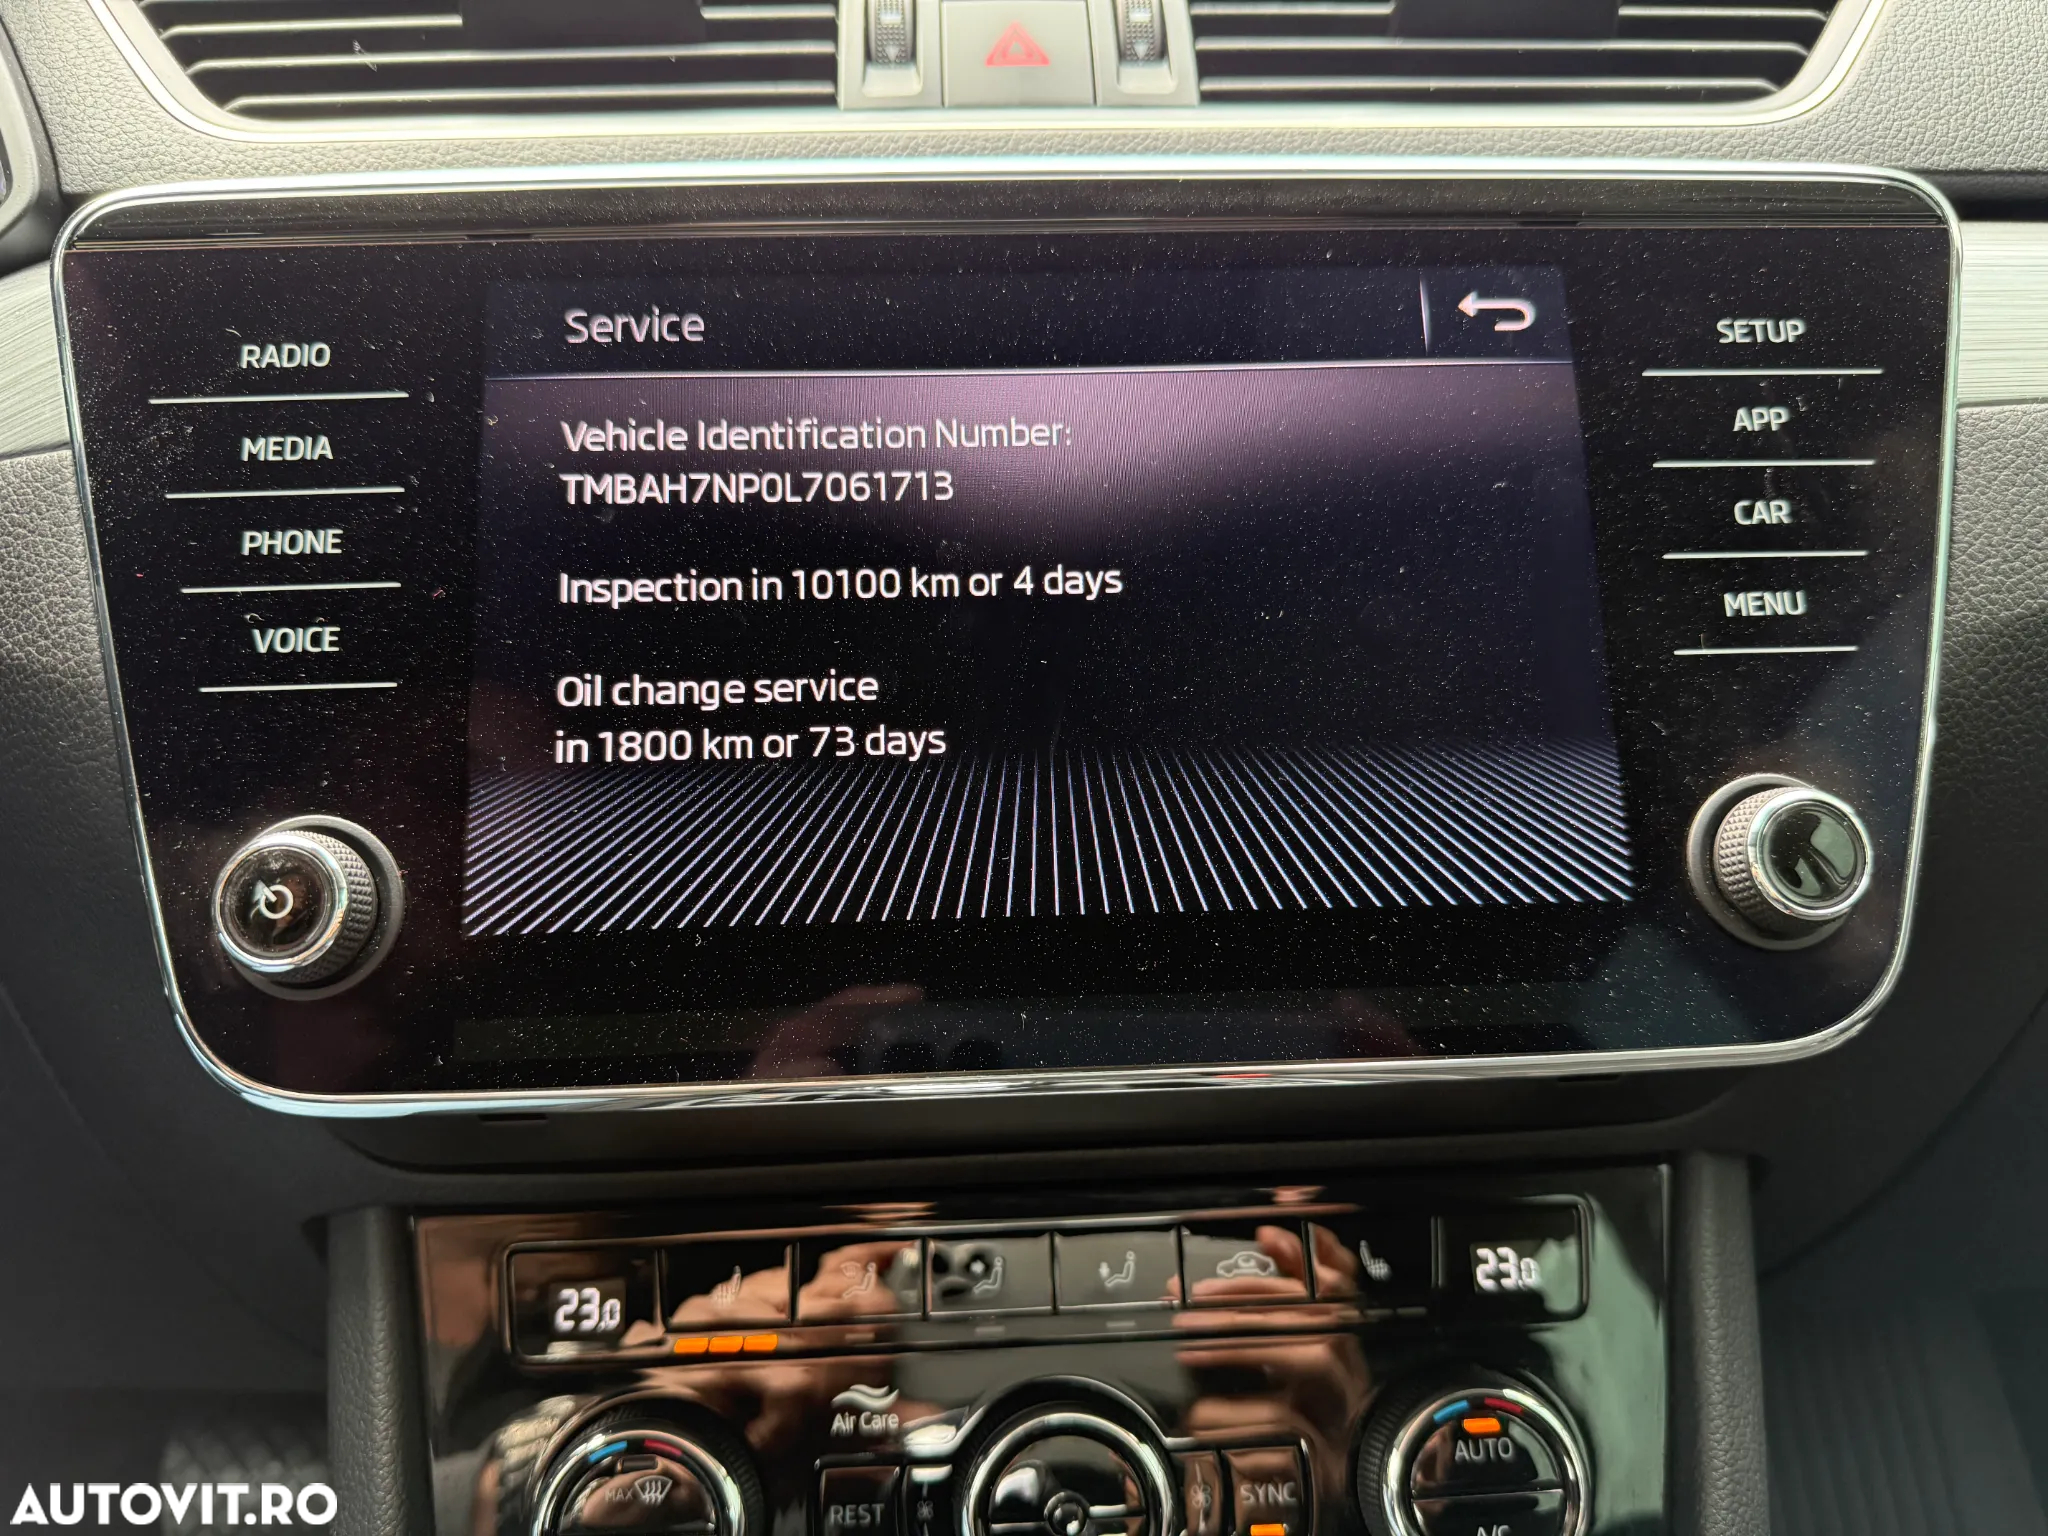 RADIO
MEDIA
PHONE
VOICE
Service
Vehicle Identification Number:
TMBAH7NP0L7061713
Inspection in 10100 km or 4 days
Oil change service
in 1800 km or 73 days
SETUP
APP
CAR
MENU
23,0
23,0
Air Care
MAX
REST
SYNC
AUTO
A/C
AUTOVIT.RO